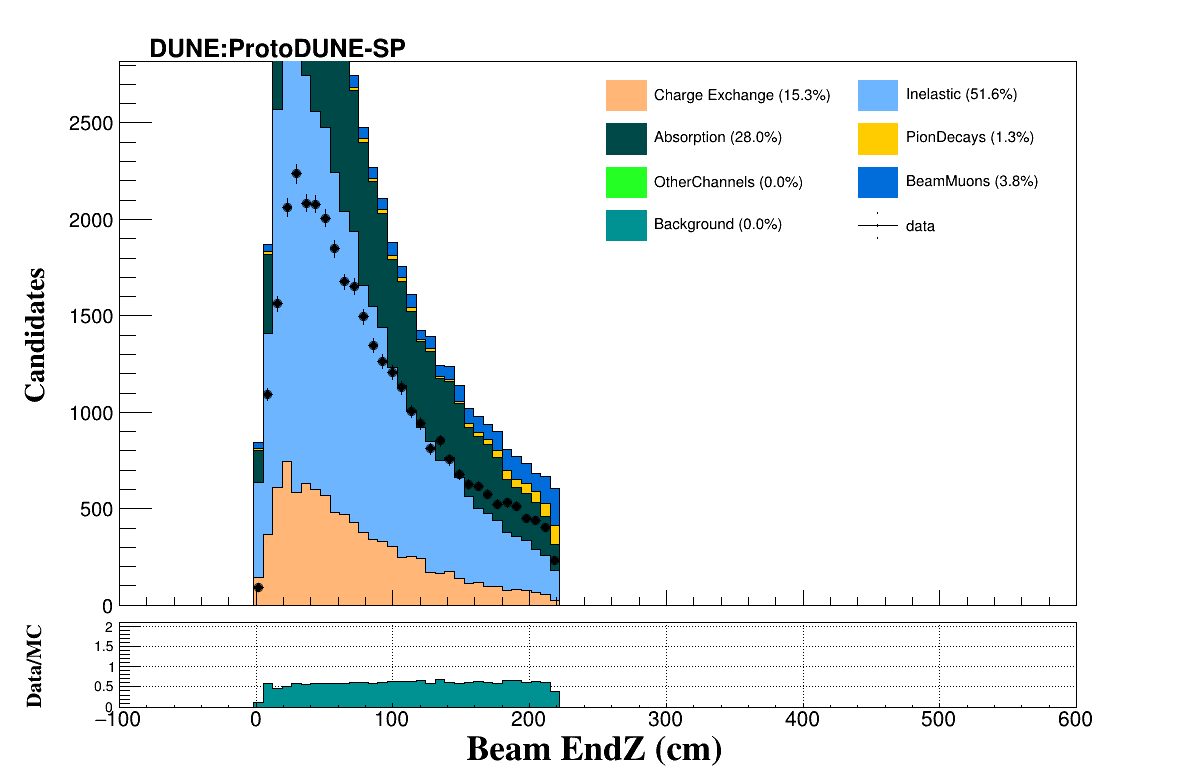 DUNE:ProtoDUNE-SP
Charge Exchange (15.3%)
Inelastic (51.6%)
Absorption (28.0%)
PionDecays (1.3%)
OtherChannels (0.0%)
BeamMuons (3.8%)
Background (0.0%)
data
Candidates
2500
2000
1500
1000
500
0
Data/MC
2
1.5
1
0.5
0
−100 0 100 200 300 400 500 600
Beam EndZ (cm)